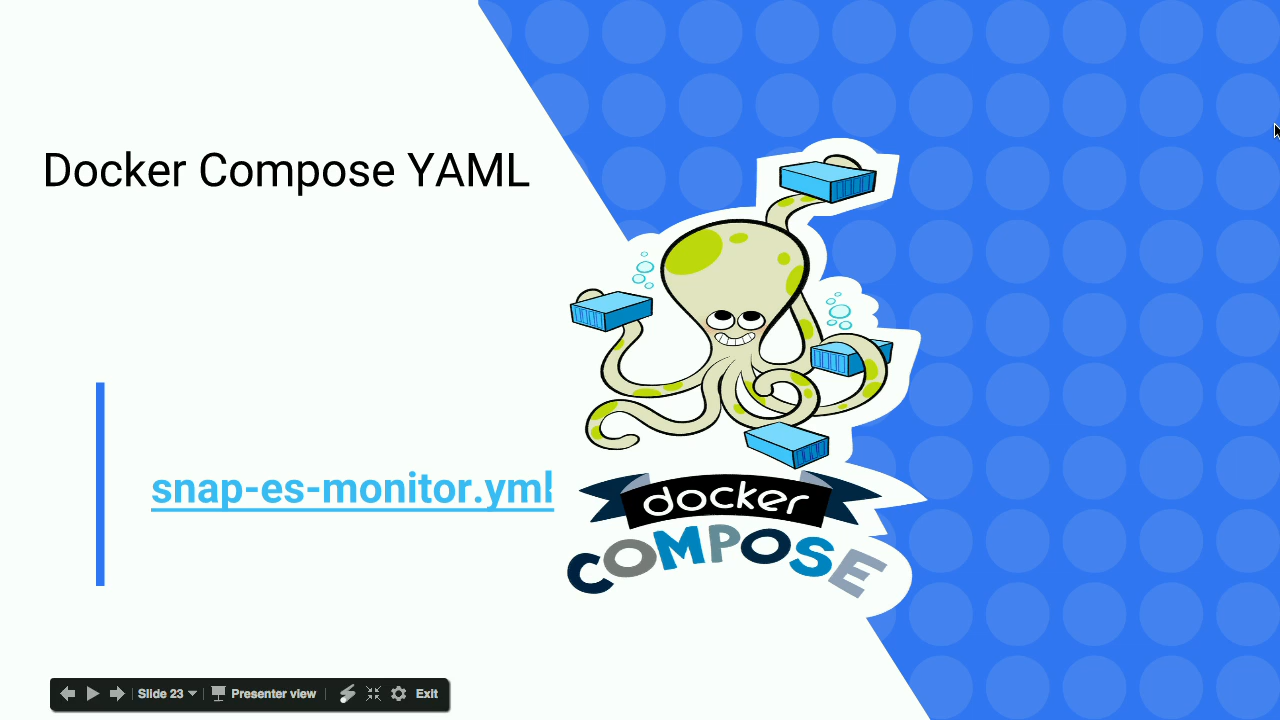 Docker Compose YAML
snap-es-monitor.yml
docker
COMPOSE
Slide 23
Presenter view
Exit